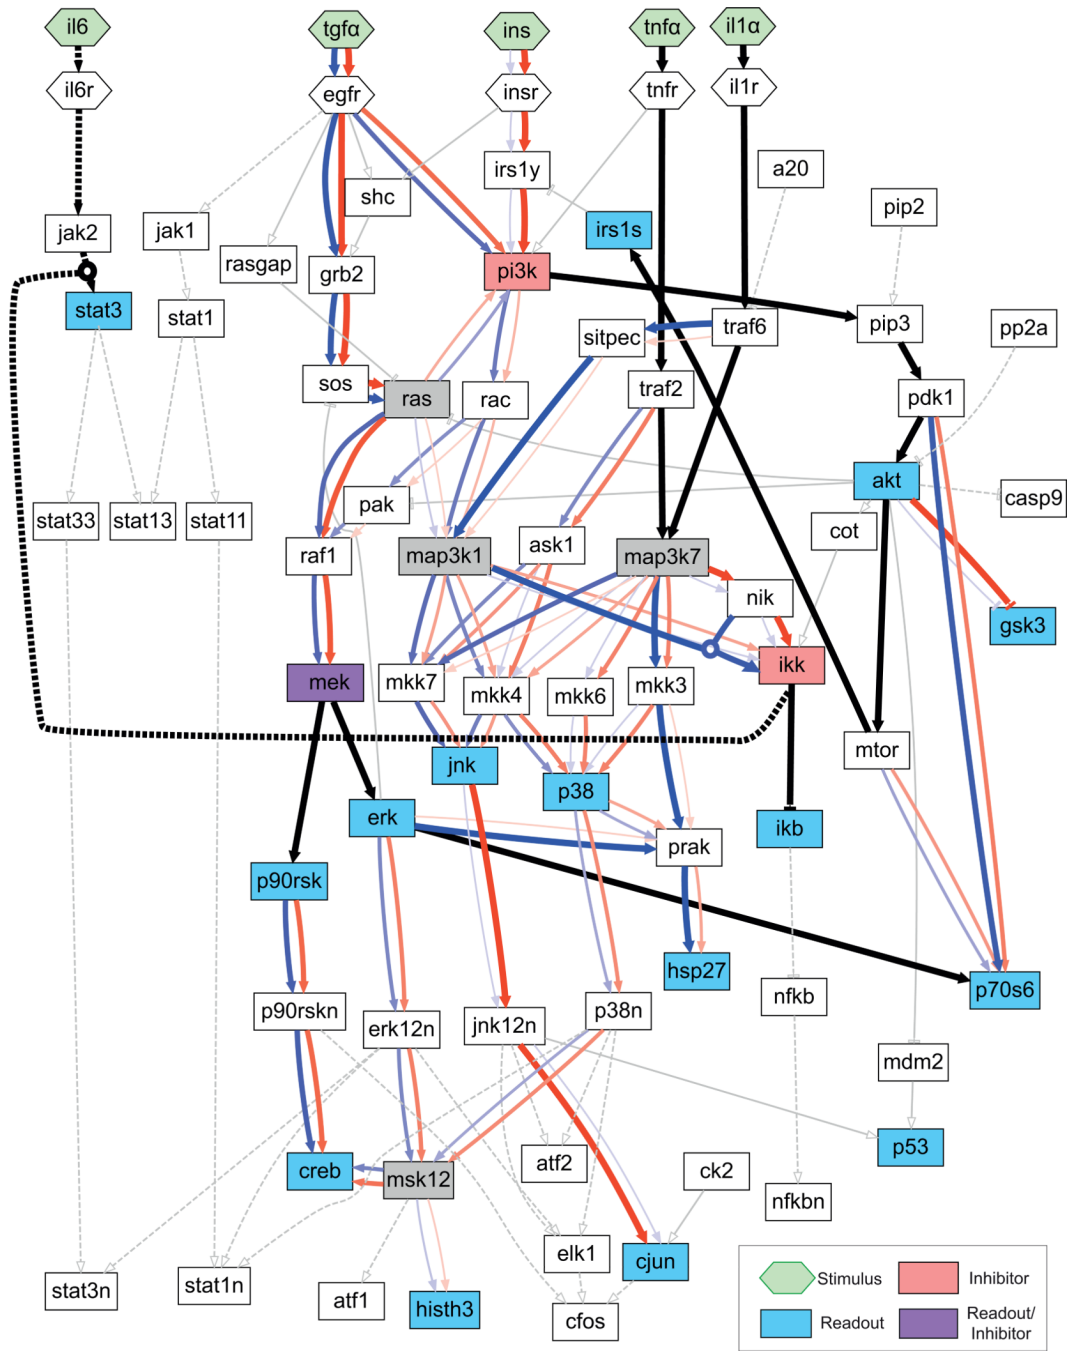 il6
tgfα
ins
tnfα
il1α
il6r
egfr
insr
tnfr
il1r
irs1y
a20
shc
pip2
jak2
jak1
irs1s
rasgap
grb2
pi3k
stat3
stat1
sitpec
traf6
pip3
pp2a
sos
ras
rac
traf2
pdk1
akt
casp9
stat33
stat13
stat11
pak
cot
raf1
map3k1
ask1
map3k7
nik
gsk3
mek
mkk7
mkk4
mkk6
mkk3
ikk
jnk
mtor
p38
erk
prak
ikb
p90rsk
hsp27
nfkb
p70s6
p90rskn
erk12n
jnk12n
p38n
mdm2
creb
msk12
atf2
ck2
p53
nfkbn
stat3n
stat1n
atf1
histh3
elk1
cjun
cfos
Stimulus
Inhibitor
Readout
Readout/
Inhibitor